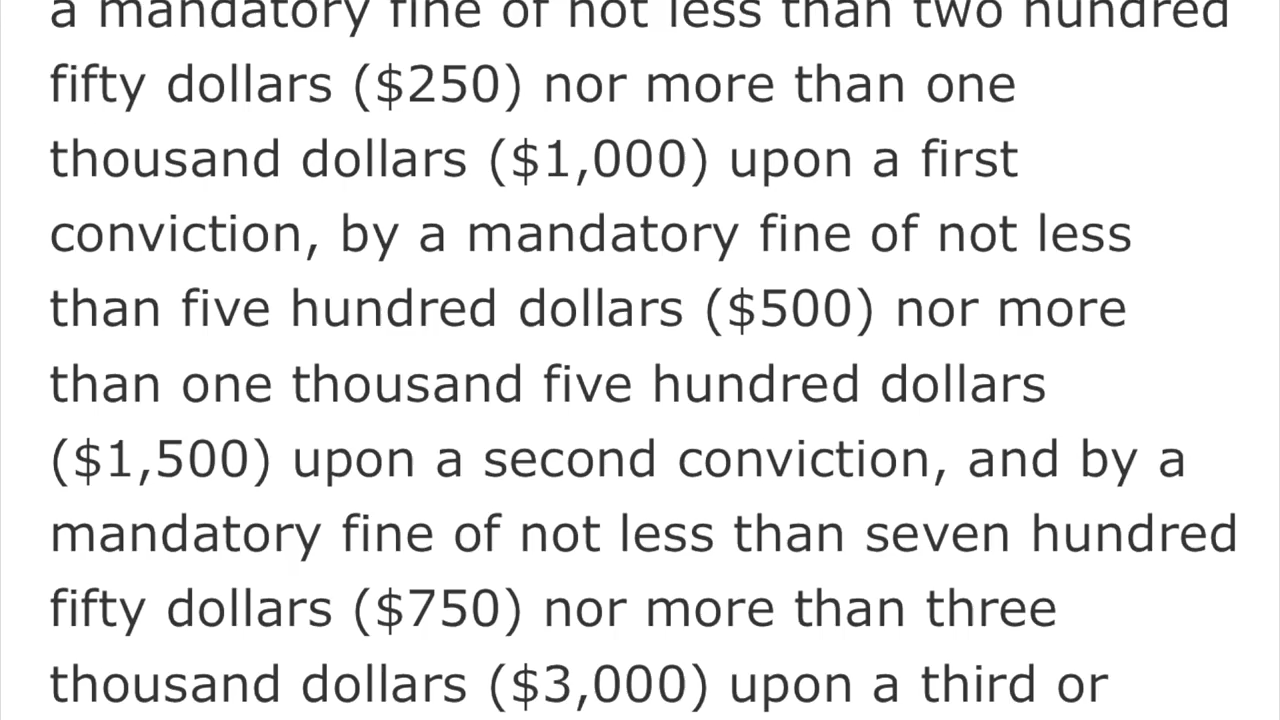 a mandatory fine of not less than two hundred
fifty dollars ($250) nor more than one
thousand dollars ($1,000) upon a first
conviction, by a mandatory fine of not less
than five hundred dollars ($500) nor more
than one thousand five hundred dollars
($1,500) upon a second conviction, and by a
mandatory fine of not less than seven hundred
fifty dollars ($750) nor more than three
thousand dollars ($3,000) upon a third or